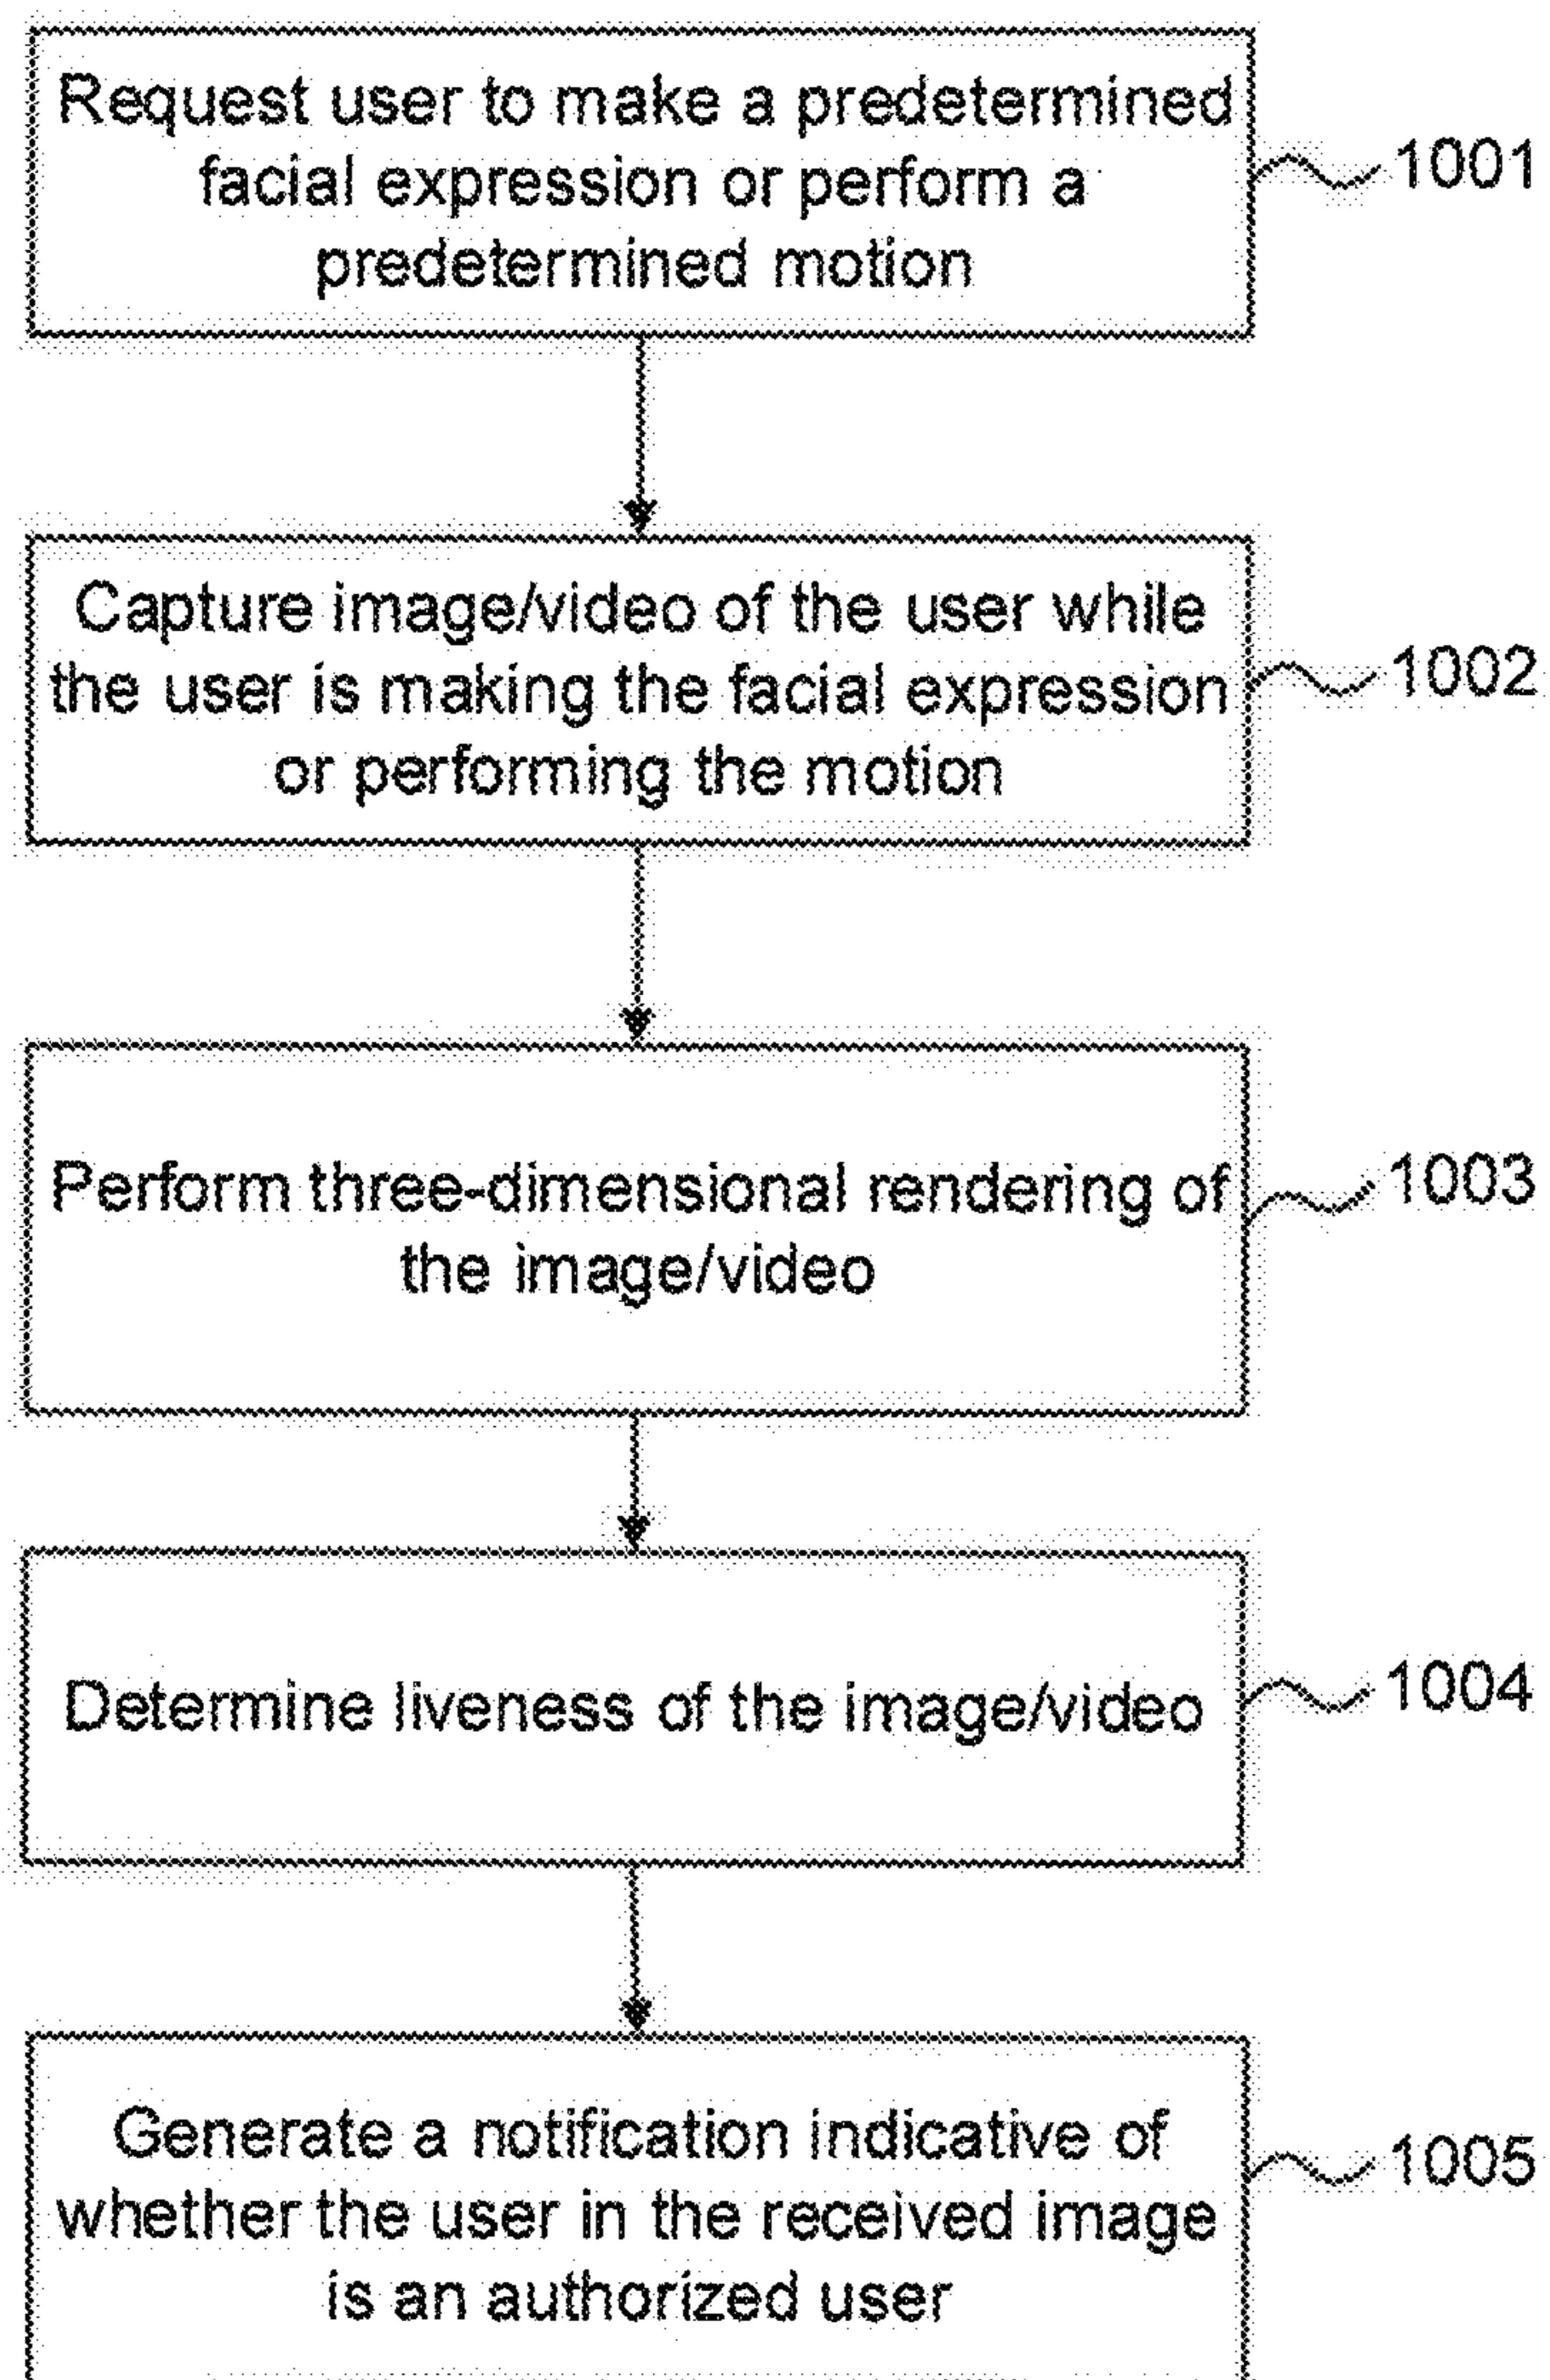 Request user to make a predetermined
facial expression or perform a
predetermined motion
1001
Capture image/video of the user while
the user is making the facial expression
or performing the motion
1002
Perform three-dimensional rendering of
the image/video
1003
Determine liveness of the image/video
1004
Generate a notification indicative of
whether the user in the received image
is an authorized user
1005